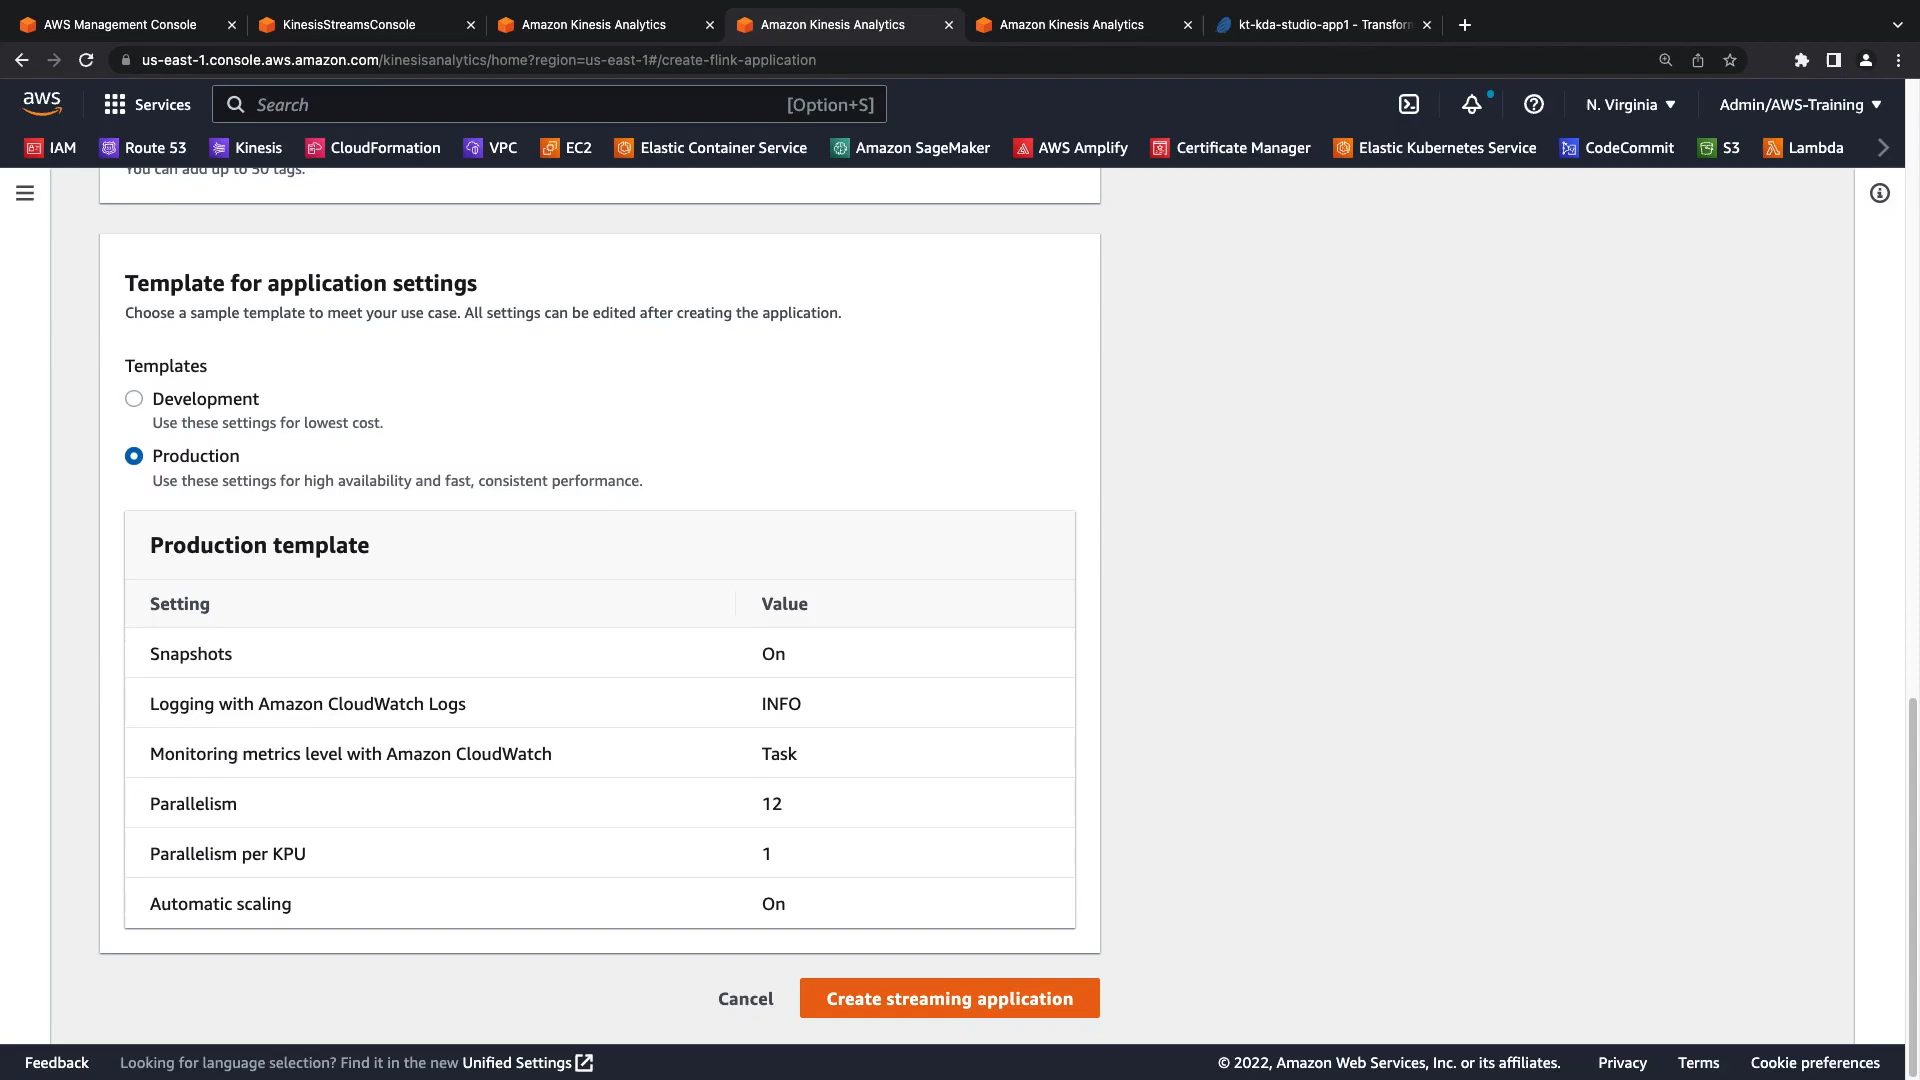 AWS Management Console
KinesisStreamsConsole
Amazon Kinesis Analytics
Amazon Kinesis Analytics
Amazon Kinesis Analytics
kt-kda-studio-app1 - Transform
us-east-1.console.aws.amazon.com/kinesisanalytics/home?region=us-east-1#/create-flink-application
aws
Services
Search
[Option+S]
N. Virginia
Admin/AWS-Training
IAM
Route 53
Kinesis
CloudFormation
VPC
EC2
Elastic Container Service
Amazon SageMaker
AWS Amplify
Certificate Manager
Elastic Kubernetes Service
CodeCommit
S3
Lambda
You can add up to 50 tags.
Template for application settings
Choose a sample template to meet your use case. All settings can be edited after creating the application.
Templates
Development
Use these settings for lowest cost.
Production
Use these settings for high availability and fast, consistent performance.
Production template
Setting Value
Snapshots On
Logging with Amazon CloudWatch Logs INFO
Monitoring metrics level with Amazon CloudWatch Task
Parallelism 12
Parallelism per KPU 1
Automatic scaling On
Cancel
Create streaming application
Feedback
Looking for language selection? Find it in the new Unified Settings
© 2022, Amazon Web Services, Inc. or its affiliates.
Privacy
Terms
Cookie preferences